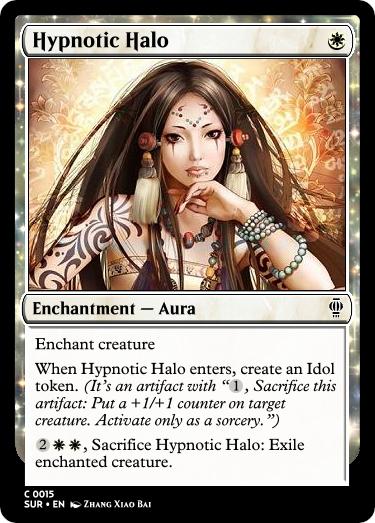 Hypnotic Halo
Enchantment — Aura
Enchant creature
When Hypnotic Halo enters, create an Idol
token. (It's an artifact with “1, Sacrifice this
artifact: Put a +1/+1 counter on target
creature. Activate only as a sorcery.”)
2, Sacrifice Hypnotic Halo: Exile
enchanted creature.
C 0015
SUR • EN Zhang Xiao Bai